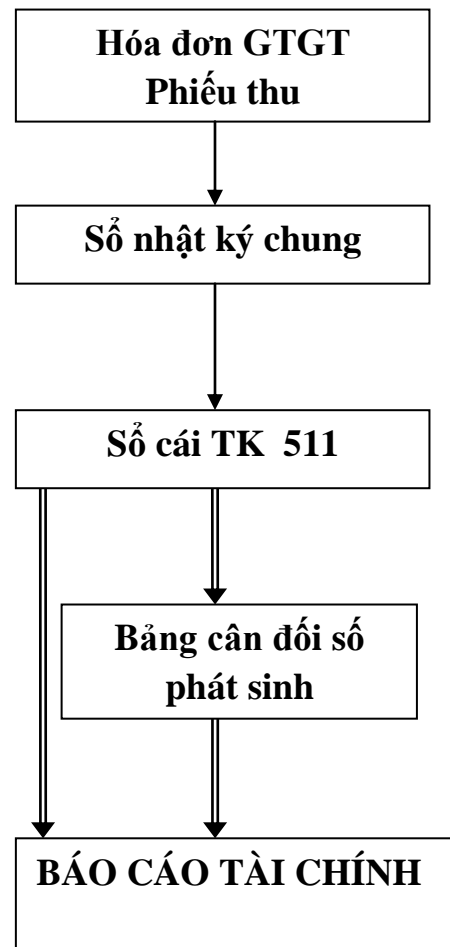 Hóa đơn GTGT
Phiếu thu
Sổ nhật ký chung
Sổ cái TK 511
Bảng cân đối số
phát sinh
BÁO CÁO TÀI CHÍNH